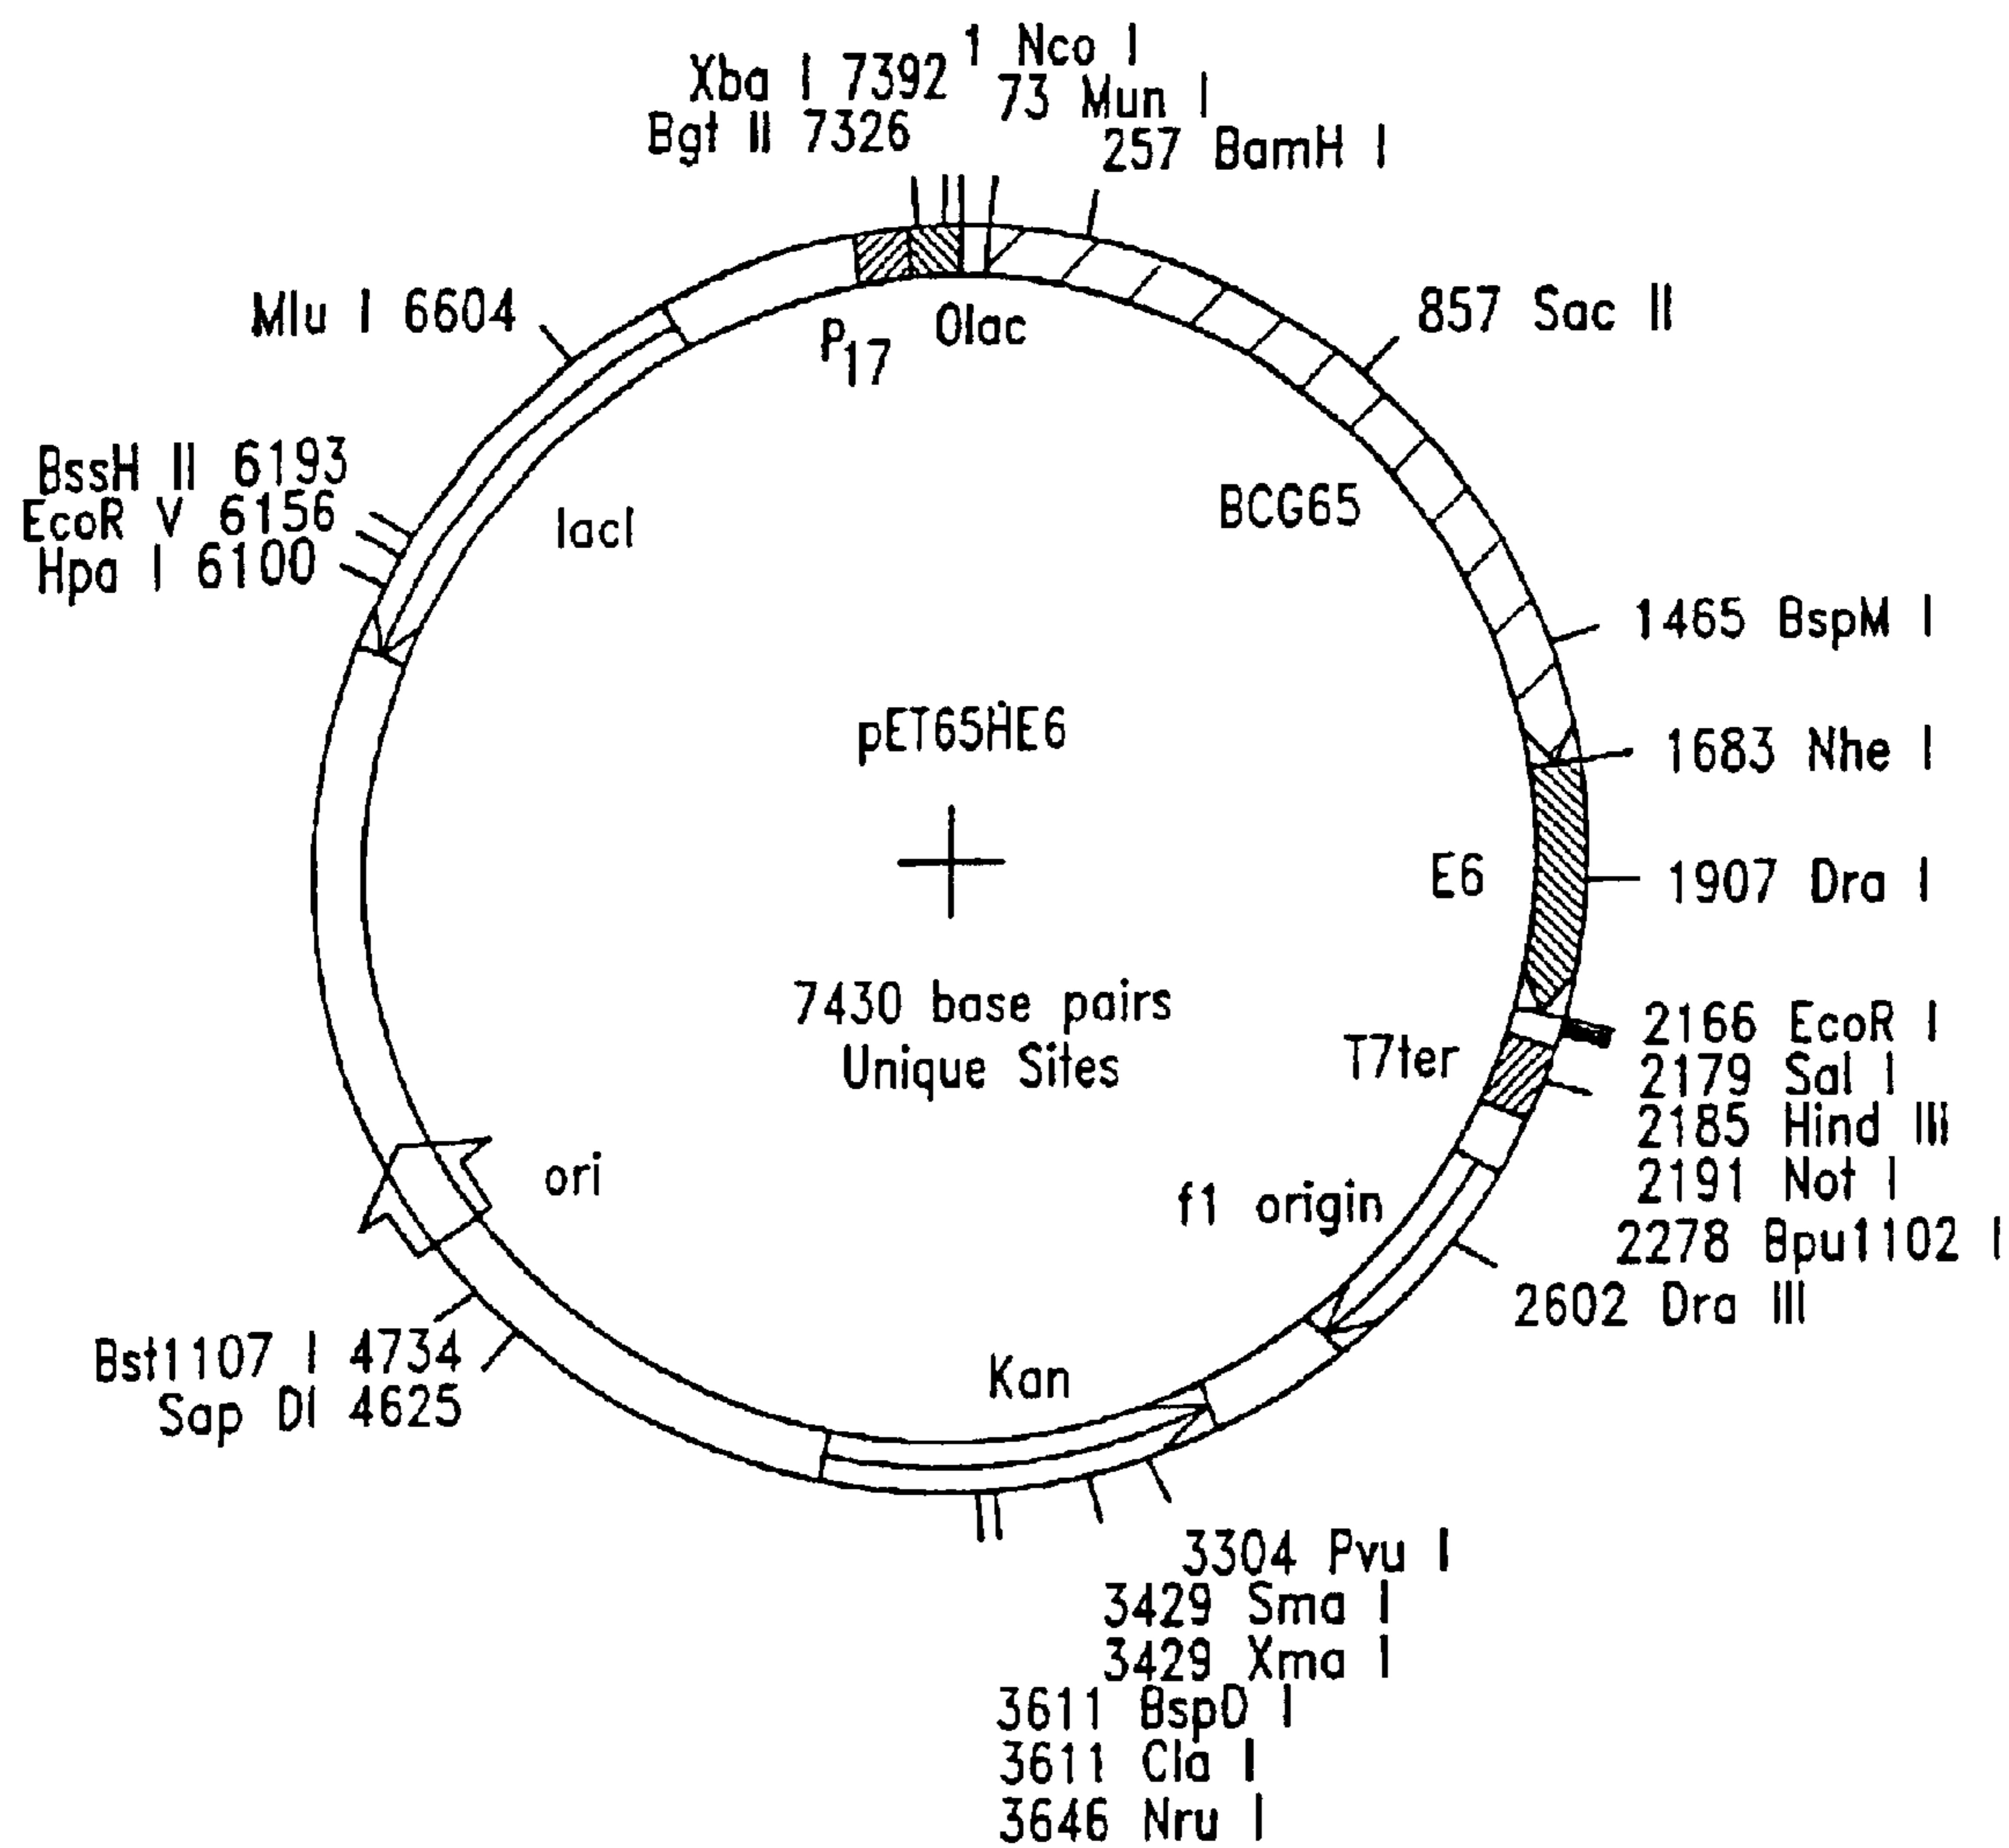 1 Nco I
Xba I 7392
73 Mun I
Bgt II 7326
257 BamH I
Mlu I 6604
857 Sac II
P17
Olac
BssH II 6193
EcoR V 6156
Hpa I 6100
lacI
BCG65
1465 BspM I
pET65HE6
1683 Nhe I
E6
1907 Dra I
7430 base pairs
Unique Sites
T7ter
2166 EcoR I
2179 Sal I
2185 Hind III
2191 Not I
2278 Bpu1102 I
ori
f1 origin
2602 Dra III
Bst1107 I 4734
Sap DI 4625
Kan
3304 Pvu I
3429 Sma I
3429 Xma I
3611 BspD I
3611 Cla I
3646 Nru I